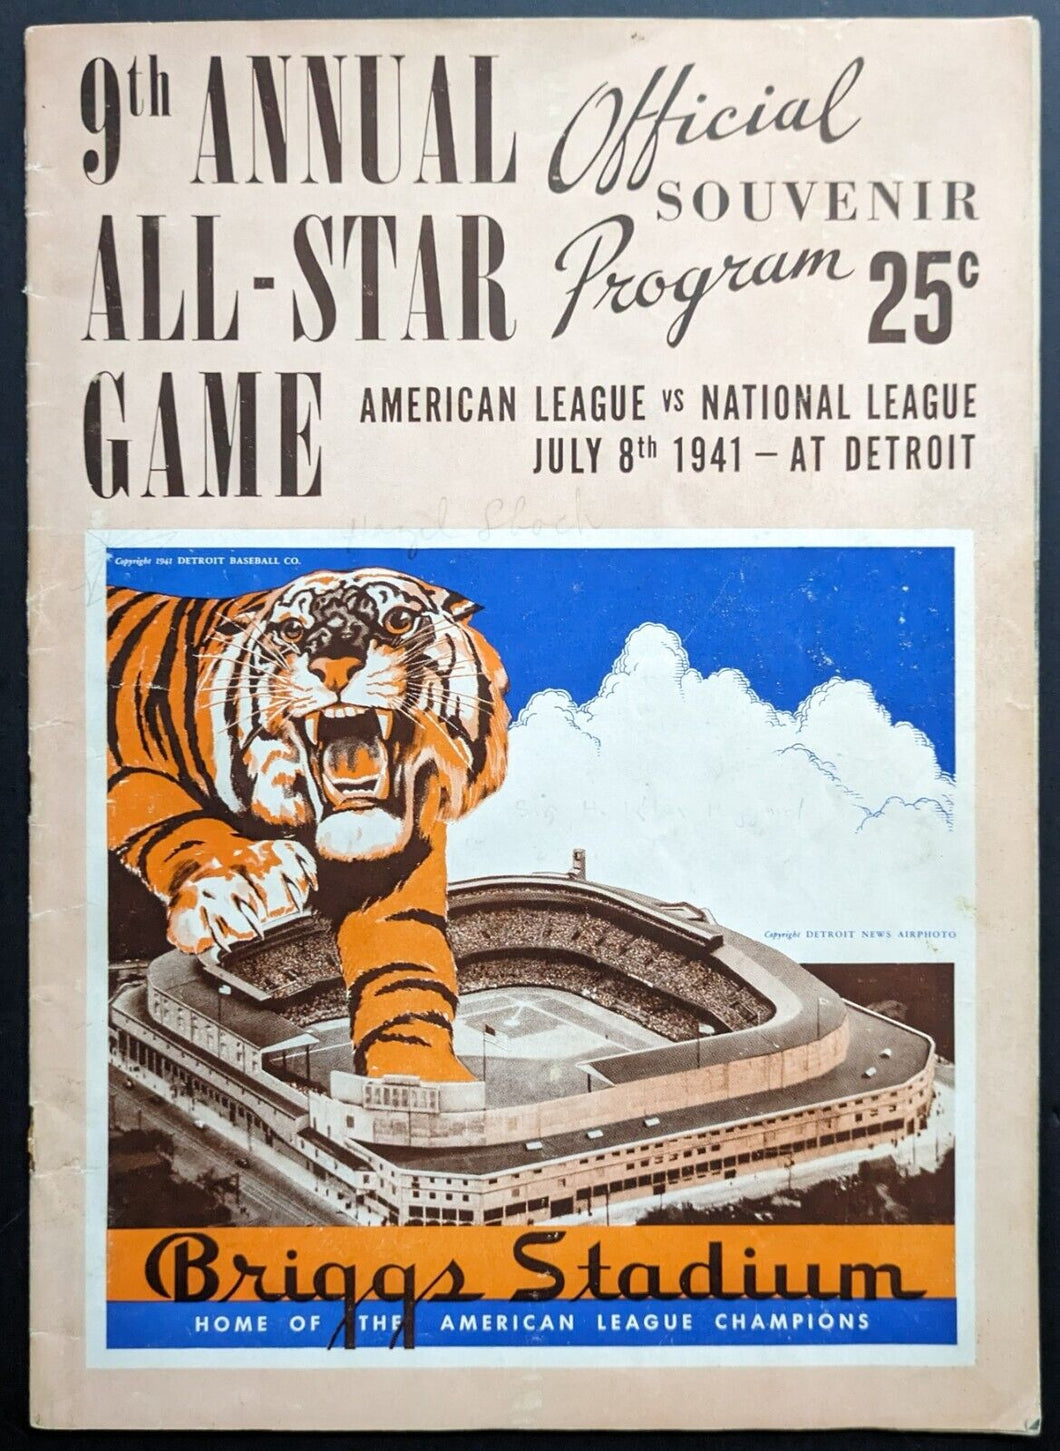 9th ANNUAL
ALL-STAR
GAME
Official
SOUVENIR
Program 25c
AMERICAN LEAGUE vs NATIONAL LEAGUE
JULY 8th 1941 — AT DETROIT
Copyright 1941 DETROIT BASEBALL CO.
Copyright DETROIT NEWS AIRPHOTO
Briggs Stadium
HOME OF THE AMERICAN LEAGUE CHAMPIONS